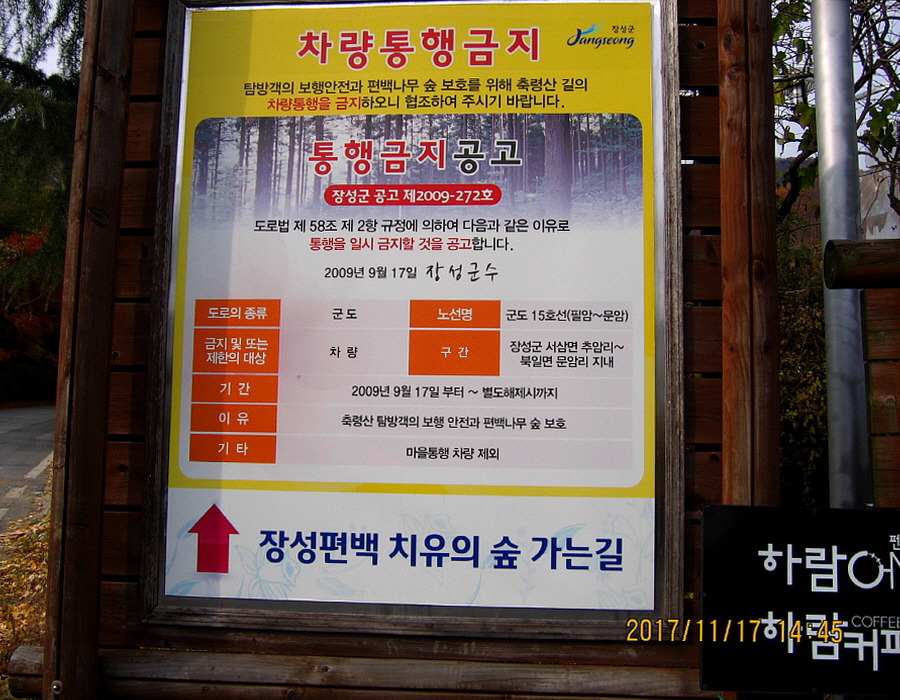 차량통행금지
장성군
Jangseong
탐방객의 보행안전과 편백나무 숲 보호를 위해 축령산 길의
차량통행을 금지하오니 협조하여 주시기 바랍니다.
통행금지공고
장성군 공고 제2009-272호
도로법 제 58조 제 2항 규정에 의하여 다음과 같은 이유로
통행을 일시 금지할 것을 공고합니다.
2009년 9월 17일 장성군수
도로의 종류 군도 노선명 군도 15호선(필암~문암)
금지 및 또는
제한의 대상 차 량 구 간 장성군 서삼면 추암리~
북일면 문암리 지내
기 간 2009년 9월 17일 부터 ~ 별도해제시까지
이 유 축령산 탐방객의 보행 안전과 편백나무 숲 보호
기 타 마을통행 차량 제외
장성편백 치유의 숲 가는길
펜
하람
COFFEE
하람커피
2017/11/17 14:45